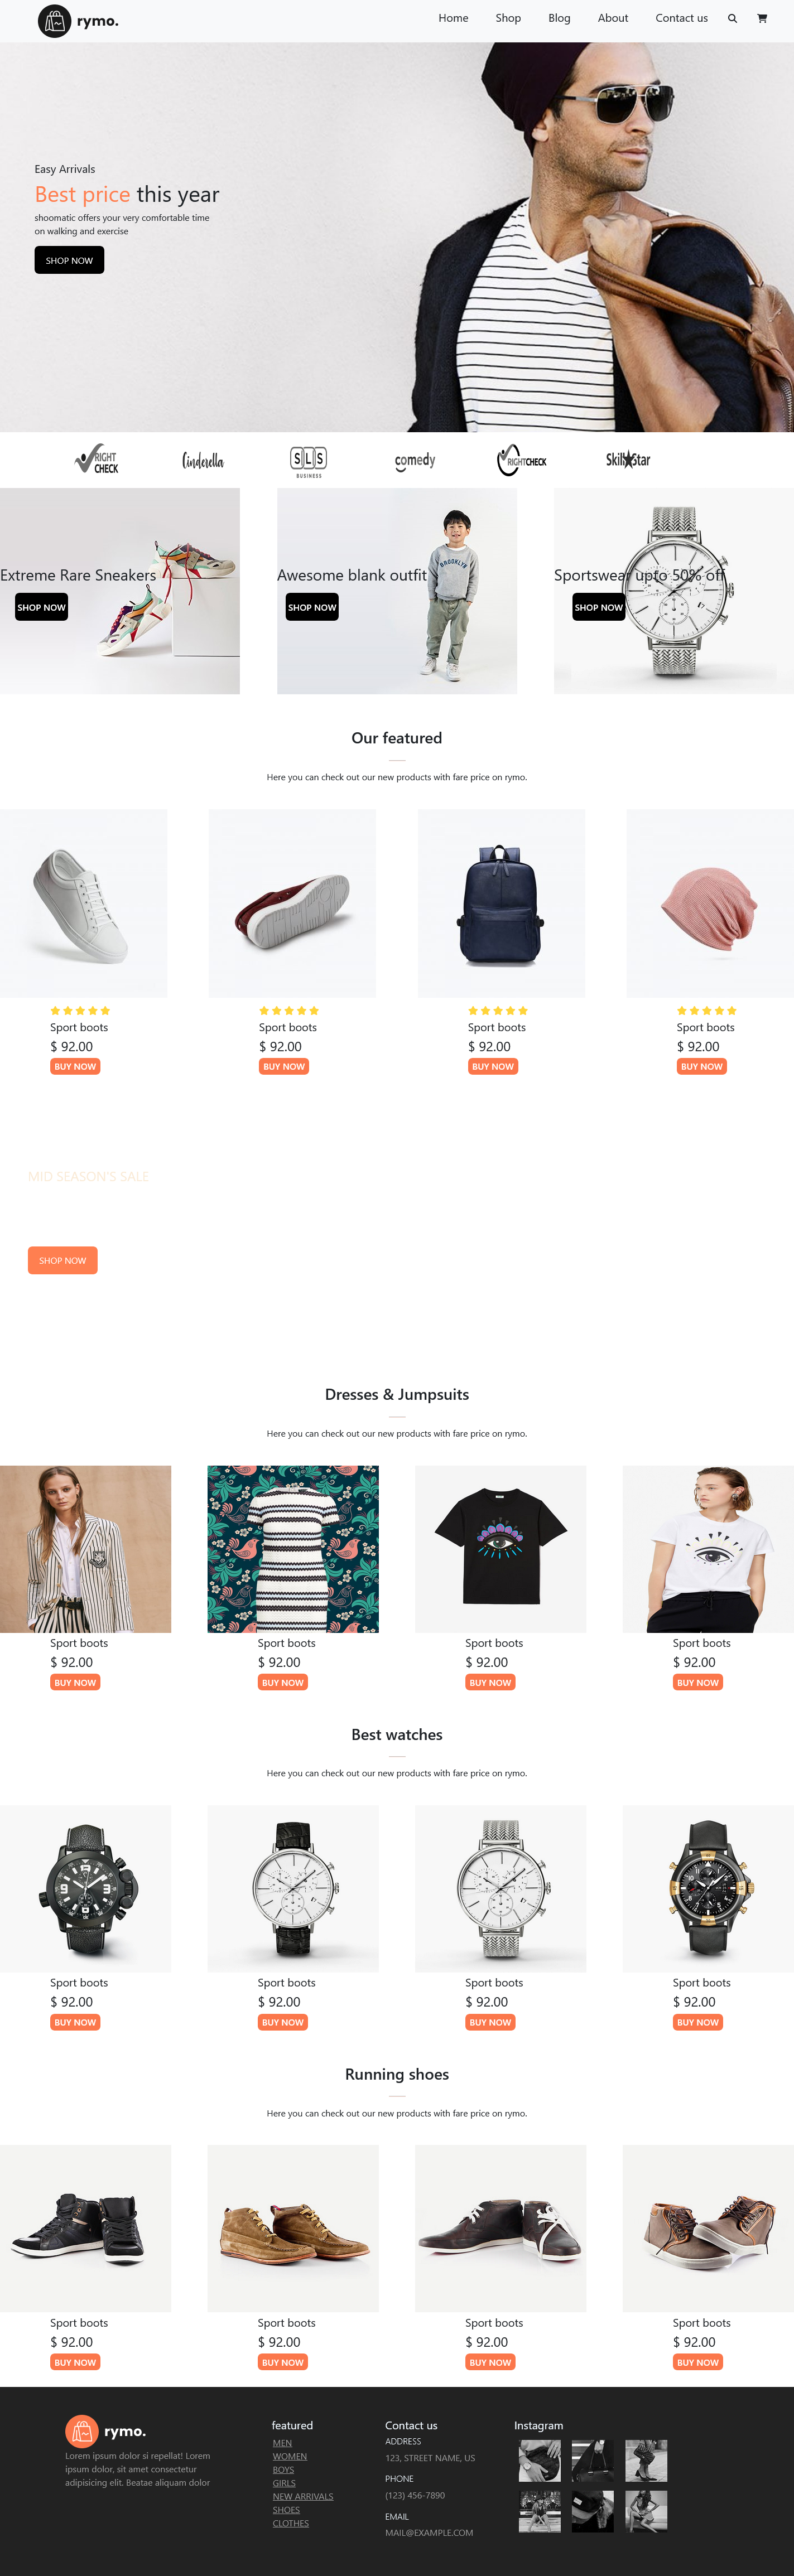 rymo.
Home Shop Blog About Contact us
Easy Arrivals
Best price this year
shoomatic offers your very comfortable time
on walking and exercise
SHOP NOW
RIGHT CHECK
Cinderella
SLS BUSINESS
comedy
RIGHTCHECK
Skill Star
Extreme Rare Sneakers
SHOP NOW
BROOKLYN
Awesome blank outfit
SHOP NOW
Sportswear upto 50% off
SHOP NOW
Our featured
Here you can check out our new products with fare price on rymo.
Sport boots Sport boots Sport boots Sport boots
$ 92.00 $ 92.00 $ 92.00 $ 92.00
BUY NOW BUY NOW BUY NOW BUY NOW
MID SEASON'S SALE
SHOP NOW
Dresses & Jumpsuits
Here you can check out our new products with fare price on rymo.
Sport boots Sport boots Sport boots Sport boots
$ 92.00 $ 92.00 $ 92.00 $ 92.00
BUY NOW BUY NOW BUY NOW BUY NOW
Best watches
Here you can check out our new products with fare price on rymo.
Sport boots Sport boots Sport boots Sport boots
$ 92.00 $ 92.00 $ 92.00 $ 92.00
BUY NOW BUY NOW BUY NOW BUY NOW
Running shoes
Here you can check out our new products with fare price on rymo.
Sport boots Sport boots Sport boots Sport boots
$ 92.00 $ 92.00 $ 92.00 $ 92.00
BUY NOW BUY NOW BUY NOW BUY NOW
rymo.
Lorem ipsum dolor si repellat! Lorem
ipsum dolor, sit amet consectetur
adipisicing elit. Beatae aliquam dolor
featured
MEN
WOMEN
BOYS
GIRLS
NEW ARRIVALS
SHOES
CLOTHES
Contact us
ADDRESS
123, STREET NAME, US
PHONE
(123) 456-7890
EMAIL
MAIL@EXAMPLE.COM
Instagram